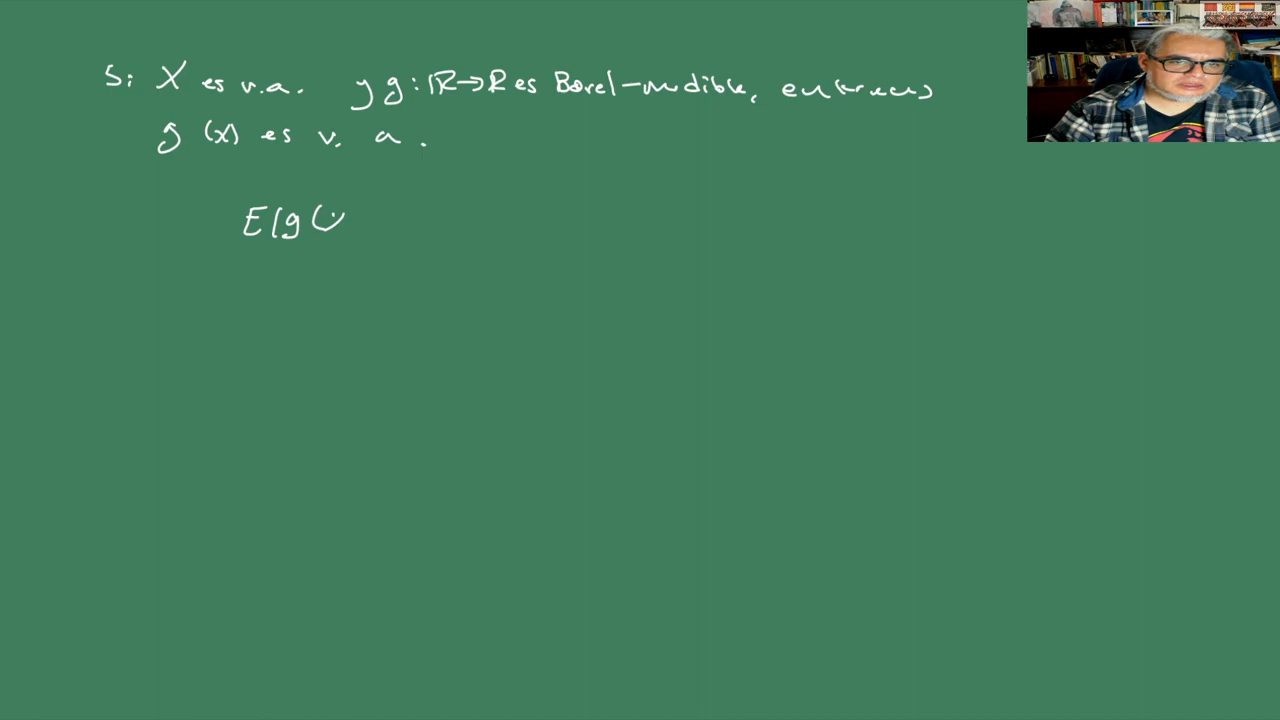 Si X es v.a. y g:ℝ→ℝ es Borel-medible, entonces
g(X) es v.a.
E[g(